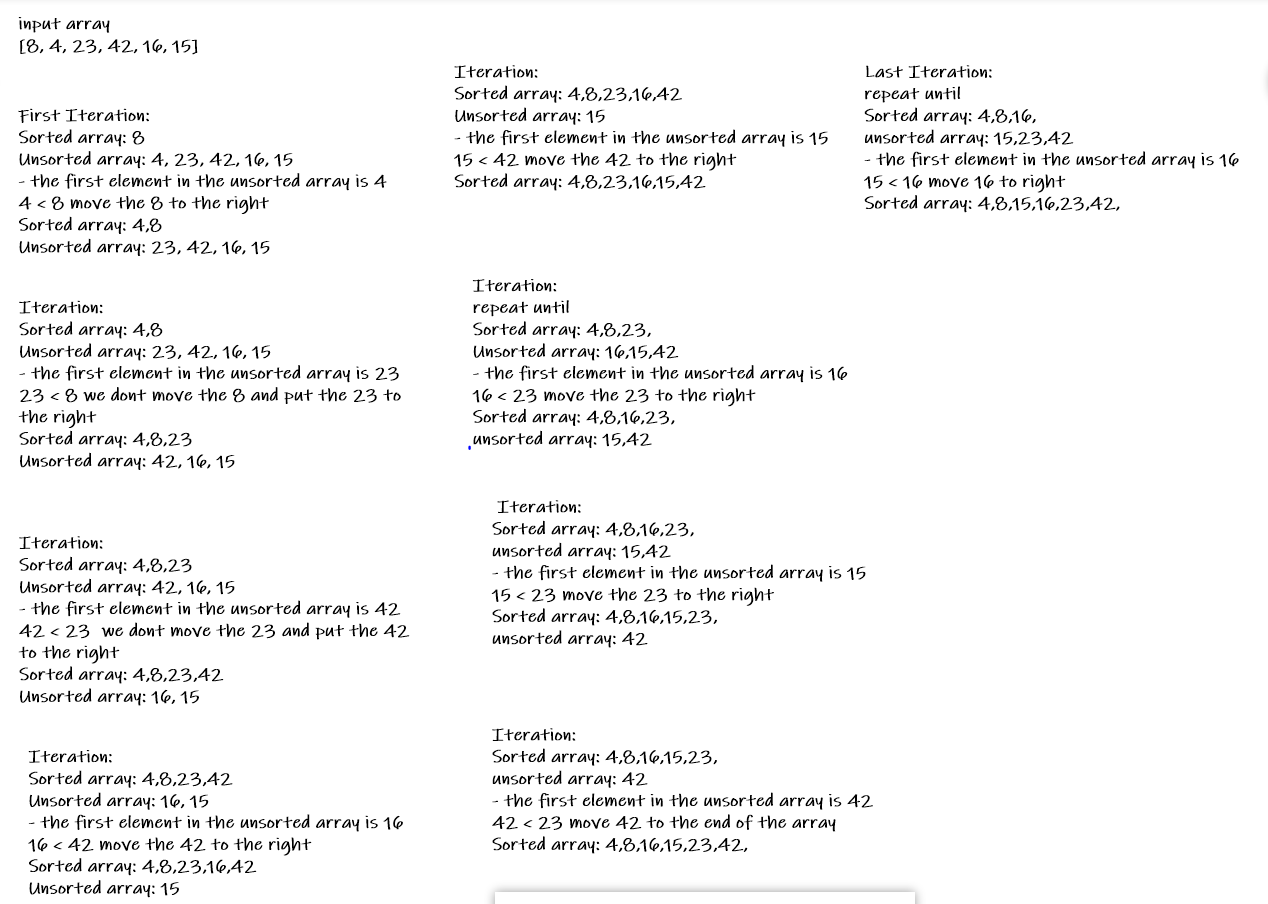 input array
[8, 4, 23, 42, 16, 15]
First Iteration:
Sorted array: 8
Unsorted array: 4, 23, 42, 16, 15
- the first element in the unsorted array is 4
4 < 8 move the 8 to the right
Sorted array: 4,8
Unsorted array: 23, 42, 16, 15
Iteration:
Sorted array: 4,8
Unsorted array: 23, 42, 16, 15
- the first element in the unsorted array is 23
23 < 8 we dont move the 8 and put the 23 to
the right
Sorted array: 4,8,23
Unsorted array: 42, 16, 15
Iteration:
Sorted array: 4,8,23
Unsorted array: 42, 16, 15
- the first element in the unsorted array is 42
42 < 23 we dont move the 23 and put the 42
to the right
Sorted array: 4,8,23,42
Unsorted array: 16, 15
Iteration:
Sorted array: 4,8,23,42
Unsorted array: 16, 15
- the first element in the unsorted array is 16
16 < 42 move the 42 to the right
Sorted array: 4,8,23,16,42
Unsorted array: 15
Iteration:
Sorted array: 4,8,23,16,42
Unsorted array: 15
- the first element in the unsorted array is 15
15 < 42 move the 42 to the right
Sorted array: 4,8,23,16,15,42
Iteration:
repeat until
Sorted array: 4,8,23,
Unsorted array: 16,15,42
- the first element in the unsorted array is 16
16 < 23 move the 23 to the right
Sorted array: 4,8,16,23,
unsorted array: 15,42
Iteration:
Sorted array: 4,8,16,23,
unsorted array: 15,42
- the first element in the unsorted array is 15
15 < 23 move the 23 to the right
Sorted array: 4,8,16,15,23,
unsorted array: 42
Iteration:
Sorted array: 4,8,16,15,23,
unsorted array: 42
- the first element in the unsorted array is 42
42 < 23 move 42 to the end of the array
Sorted array: 4,8,16,15,23,42,
Last Iteration:
repeat until
Sorted array: 4,8,16,
unsorted array: 15,23,42
- the first element in the unsorted array is 16
15 < 16 move 16 to right
Sorted array: 4,8,15,16,23,42,